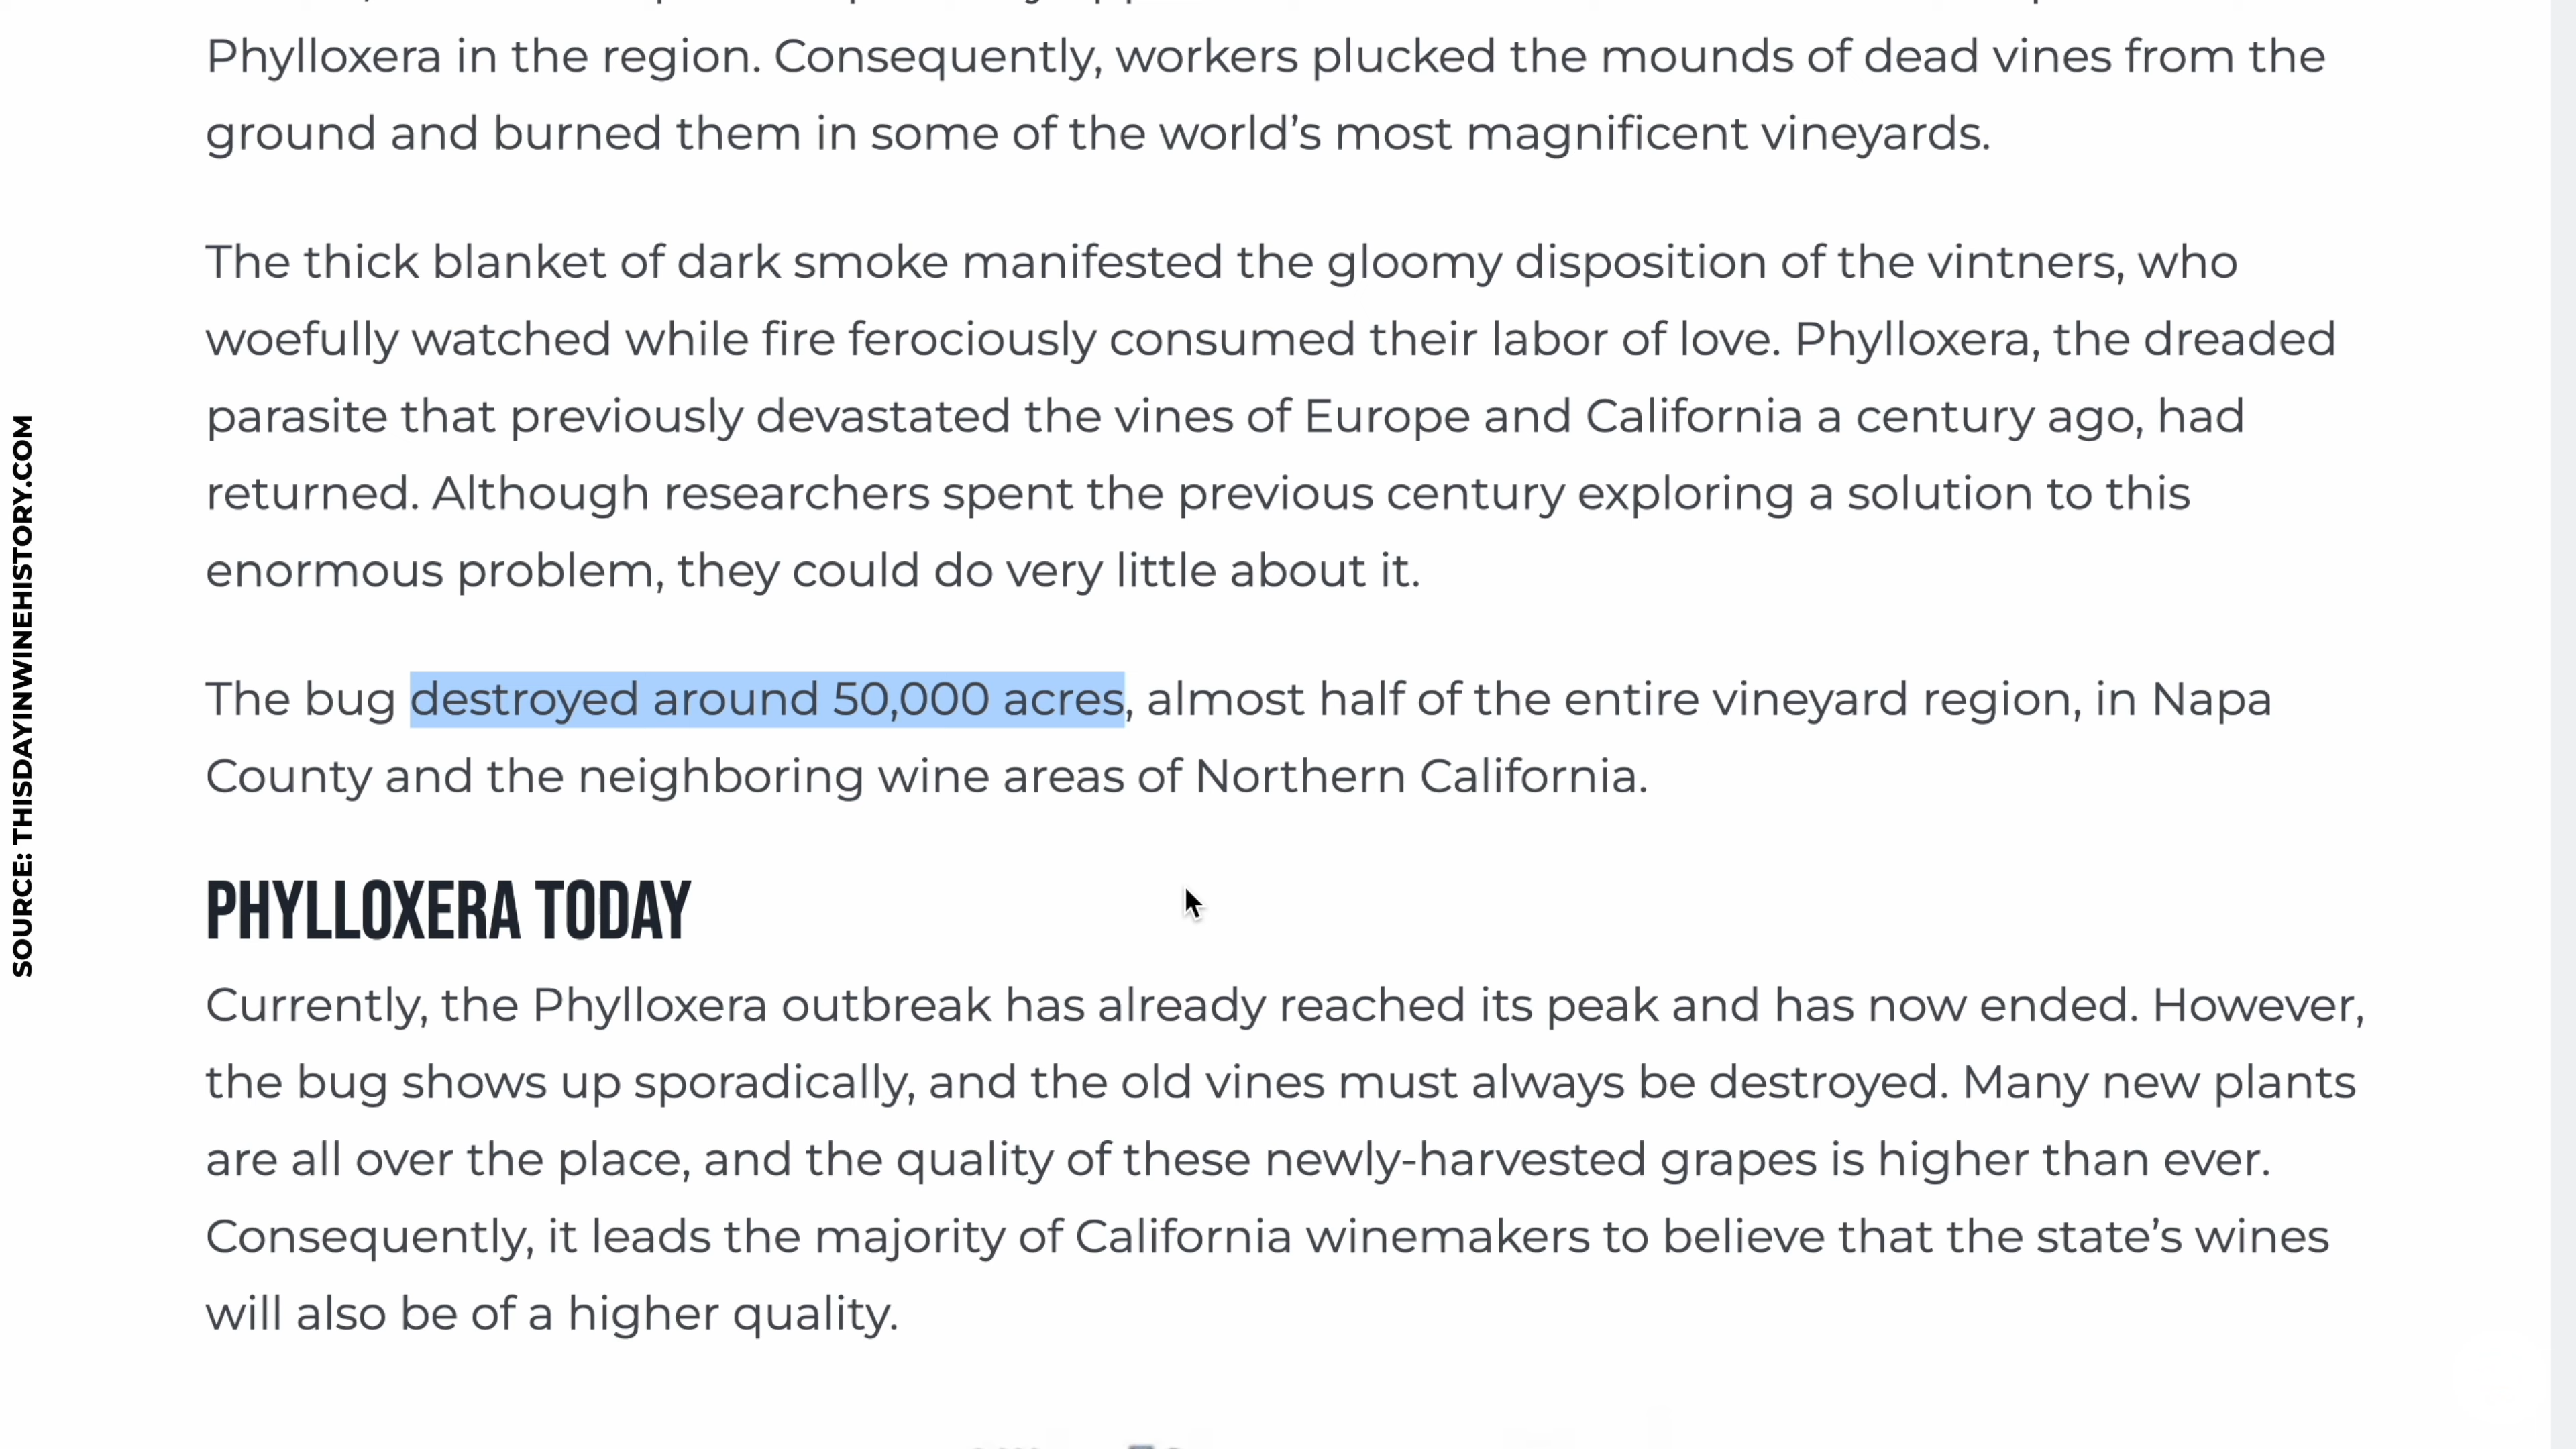 Phylloxera in the region. Consequently, workers plucked the mounds of dead vines from the
ground and burned them in some of the world’s most magnificent vineyards.
The thick blanket of dark smoke manifested the gloomy disposition of the vintners, who
woefully watched while fire ferociously consumed their labor of love. Phylloxera, the dreaded
parasite that previously devastated the vines of Europe and California a century ago, had
returned. Although researchers spent the previous century exploring a solution to this
enormous problem, they could do very little about it.
The bug destroyed around 50,000 acres, almost half of the entire vineyard region, in Napa
County and the neighboring wine areas of Northern California.
PHYLLOXERA TODAY
Currently, the Phylloxera outbreak has already reached its peak and has now ended. However,
the bug shows up sporadically, and the old vines must always be destroyed. Many new plants
are all over the place, and the quality of these newly-harvested grapes is higher than ever.
Consequently, it leads the majority of California winemakers to believe that the state’s wines
will also be of a higher quality.
SOURCE: THISDAYINWINEHISTORY.COM